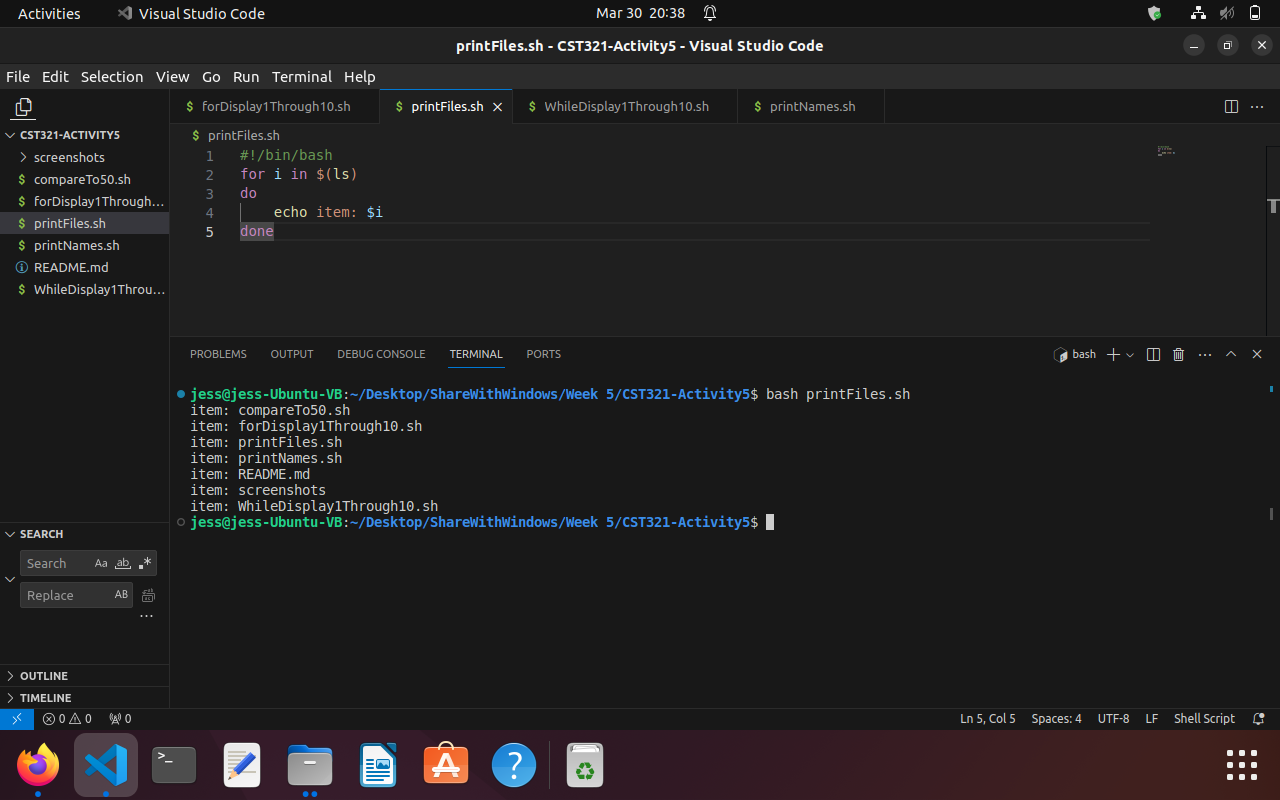 Activities
Visual Studio Code
Mar 30 20:38
printFiles.sh - CST321-Activity5 - Visual Studio Code
File Edit Selection View Go Run Terminal Help
CST321-ACTIVITY5
screenshots
compareTo50.sh
forDisplay1Through...
printFiles.sh
printNames.sh
README.md
WhileDisplay1Throu...
SEARCH
Search Aa ab
Replace AB
OUTLINE
TIMELINE
forDisplay1Through10.sh
printFiles.sh
WhileDisplay1Through10.sh
printNames.sh
printFiles.sh
1 #!/bin/bash
2 for i in $(ls)
3 do
4 echo item: $i
5 done
PROBLEMS OUTPUT DEBUG CONSOLE TERMINAL PORTS
bash
jess@jess-Ubuntu-VB:~/Desktop/ShareWithWindows/Week 5/CST321-Activity5$ bash printFiles.sh
item: compareTo50.sh
item: forDisplay1Through10.sh
item: printFiles.sh
item: printNames.sh
item: README.md
item: screenshots
item: WhileDisplay1Through10.sh
jess@jess-Ubuntu-VB:~/Desktop/ShareWithWindows/Week 5/CST321-Activity5$
0 0 0
Ln 5, Col 5 Spaces: 4 UTF-8 LF Shell Script
>_
?